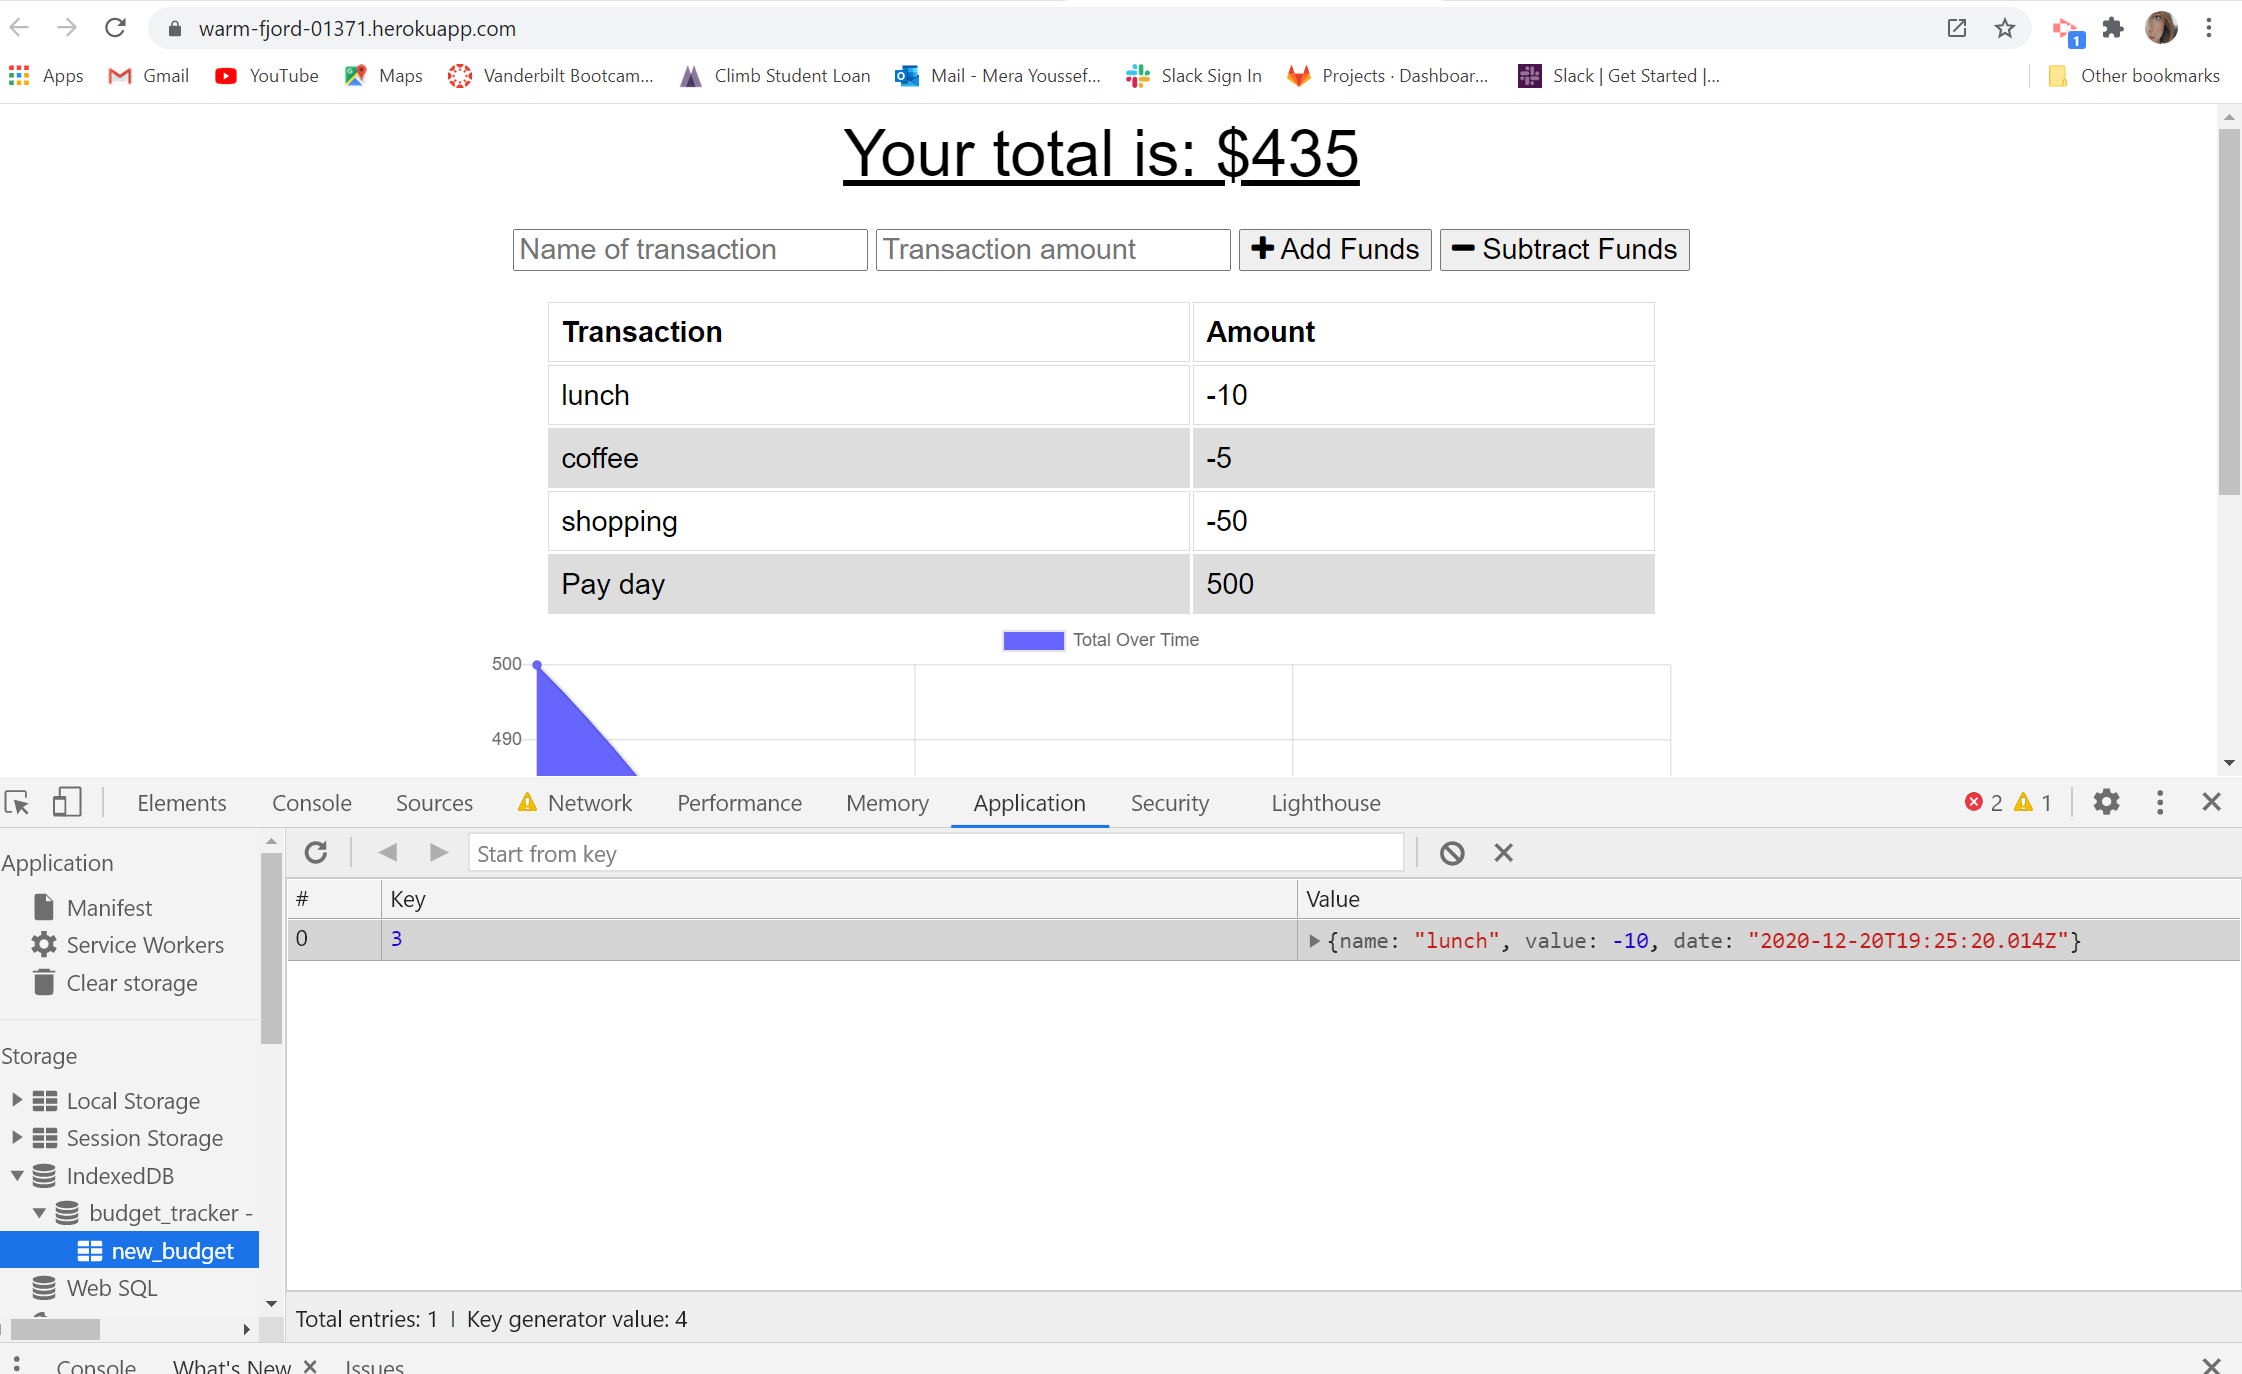 warm-fjord-01371.herokuapp.com
1
Apps Gmail YouTube Maps Vanderbilt Bootcam... Climb Student Loan Mail - Mera Youssef... Slack Sign In Projects · Dashboar... Slack | Get Started |... Other bookmarks
Your total is: $435
Name of transaction Transaction amount Add Funds Subtract Funds
Transaction Amount
lunch -10
coffee -5
shopping -50
Pay day 500
Total Over Time
500
490
Elements Console Sources Network Performance Memory Application Security Lighthouse 2 1
Start from key
Application
Manifest
Service Workers
Clear storage
Storage
Local Storage
Session Storage
IndexedDB
budget_tracker -
new_budget
Web SQL
# Key Value
0 3 {name: "lunch", value: -10, date: "2020-12-20T19:25:20.014Z"}
Total entries: 1 Key generator value: 4
Console What's New Issues